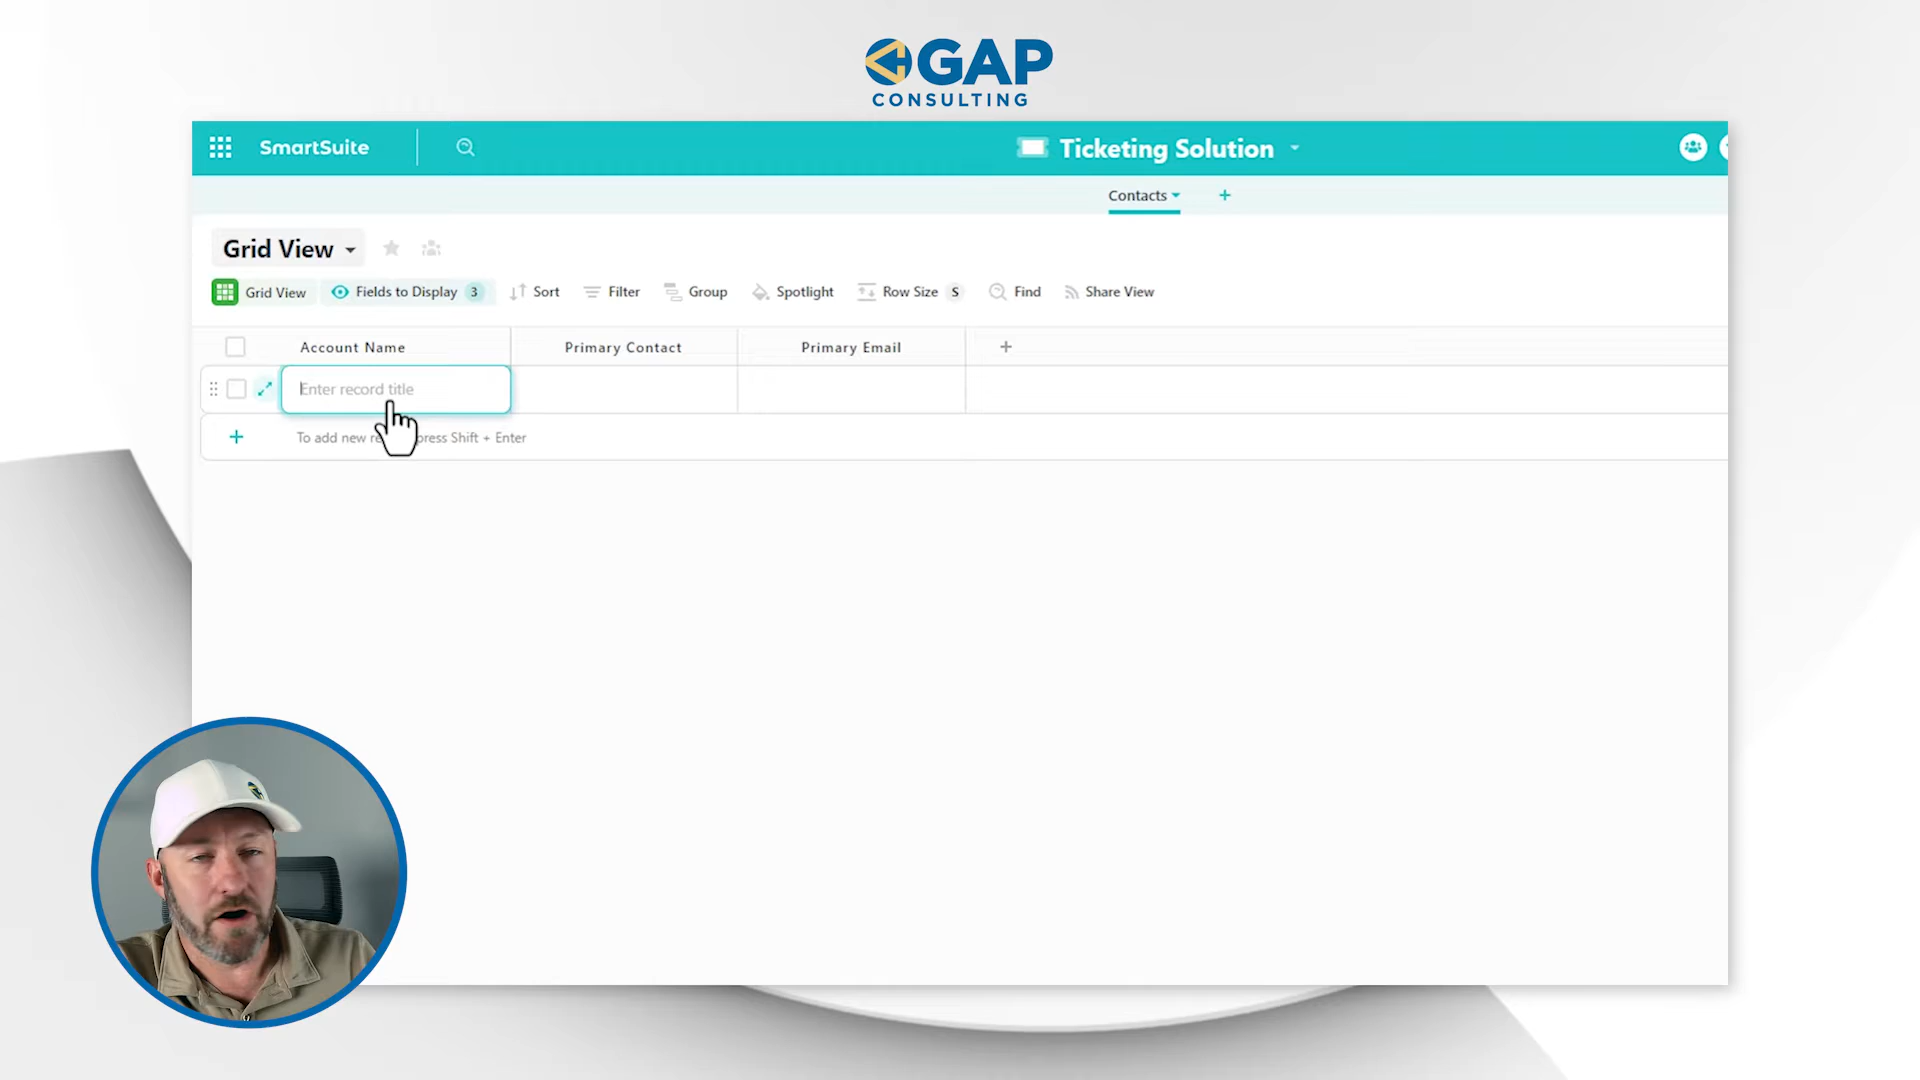 GAP
CONSULTING
SmartSuite
Ticketing Solution
Contacts
Grid View
Grid View
Fields to Display 3
Sort
Filter
Group
Spotlight
Row Size S
Find
Share View
Account Name
Primary Contact
Primary Email
Enter record title
To add new press Shift + Enter